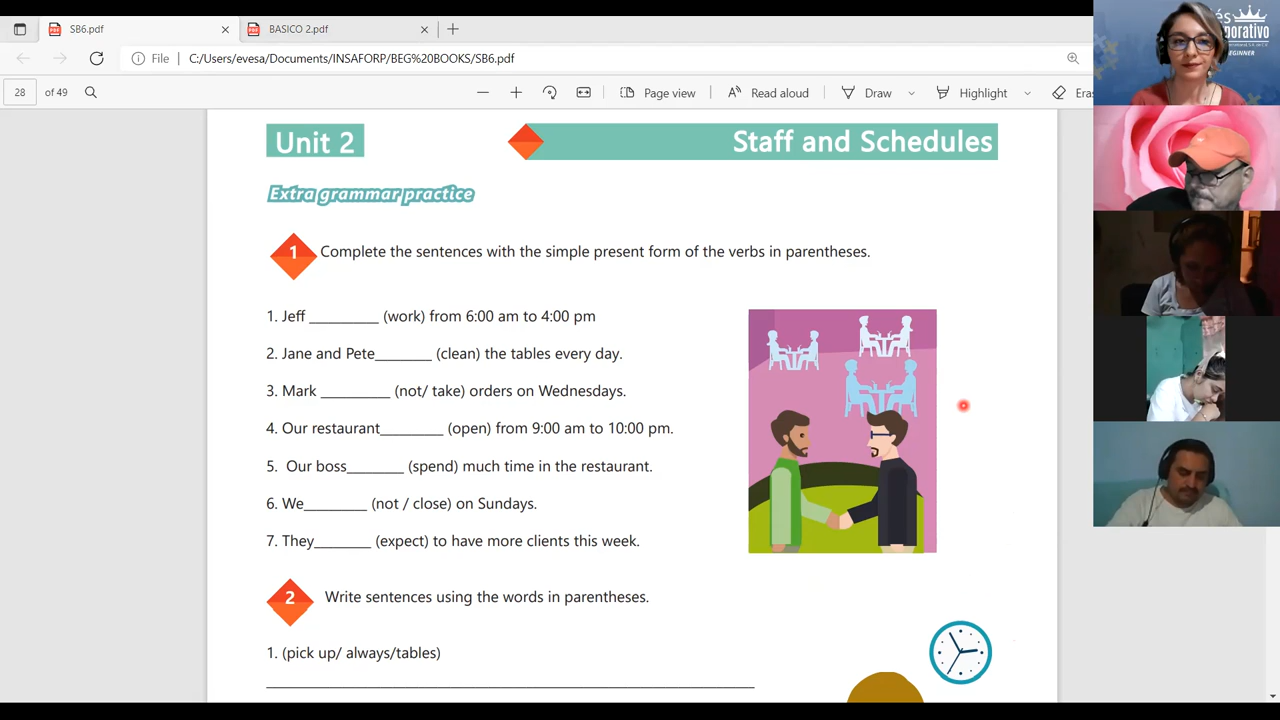 SB6.pdf
BASICO 2.pdf
File
C:/Users/evesa/Documents/INSAFORP/BEG%20BOOKS/SB6.pdf
28
of 49
Page view
Read aloud
Draw
Highlight
Unit 2
Staff and Schedules
Extra grammar practice
1 Complete the sentences with the simple present form of the verbs in parentheses.
1. Jeff _________ (work) from 6:00 am to 4:00 pm
2. Jane and Pete_______ (clean) the tables every day.
3. Mark _________ (not/ take) orders on Wednesdays.
4. Our restaurant________ (open) from 9:00 am to 10:00 pm.
5. Our boss_______ (spend) much time in the restaurant.
6. We________ (not / close) on Sundays.
7. They_______ (expect) to have more clients this week.
2 Write sentences using the words in parentheses.
1. (pick up/ always/tables)